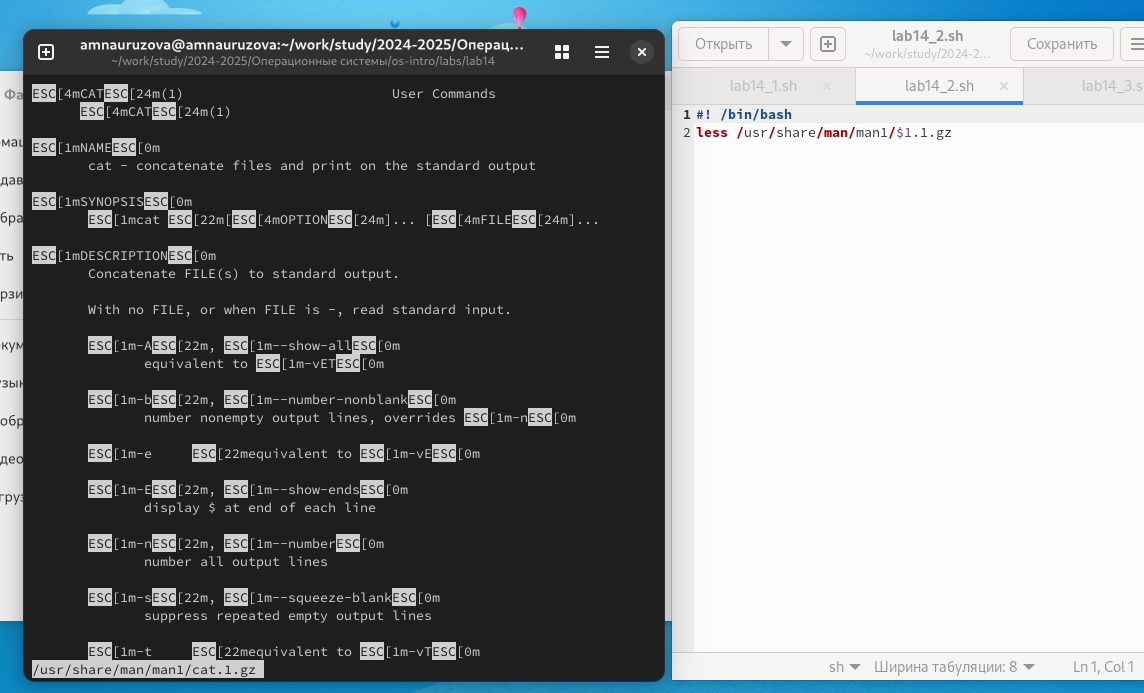 amnauruzova@amnauruzova:~/work/study/2024-2025/Операц...
~/work/study/2024-2025/Операционные системы/os-intro/labs/lab14
ESC[4mCATESC[24m(1) User Commands
ESC[4mCATESC[24m(1)
ESC[1mNAMEESC[0m
cat - concatenate files and print on the standard output
ESC[1mSYNOPSISESC[0m
ESC[1mcat ESC[22m[ESC[4mOPTIONESC[24m]... [ESC[4mFILEESC[24m]...
ESC[1mDESCRIPTIONESC[0m
Concatenate FILE(s) to standard output.
With no FILE, or when FILE is -, read standard input.
ESC[1m-AESC[22m, ESC[1m--show-allESC[0m
equivalent to ESC[1m-vETESC[0m
ESC[1m-bESC[22m, ESC[1m--number-nonblankESC[0m
number nonempty output lines, overrides ESC[1m-nESC[0m
ESC[1m-e ESC[22mequivalent to ESC[1m-vEESC[0m
ESC[1m-EESC[22m, ESC[1m--show-endsESC[0m
display $ at end of each line
ESC[1m-nESC[22m, ESC[1m--numberESC[0m
number all output lines
ESC[1m-sESC[22m, ESC[1m--squeeze-blankESC[0m
suppress repeated empty output lines
ESC[1m-t ESC[22mequivalent to ESC[1m-vTESC[0m
/usr/share/man/man1/cat.1.gz
Открыть
lab14_2.sh
~/work/study/2024-2...
Сохранить
lab14_1.sh
lab14_2.sh
lab14_3.s
1 #! /bin/bash
2 less /usr/share/man/man1/$1.1.gz
sh
Ширина табуляции: 8
Ln 1, Col 1